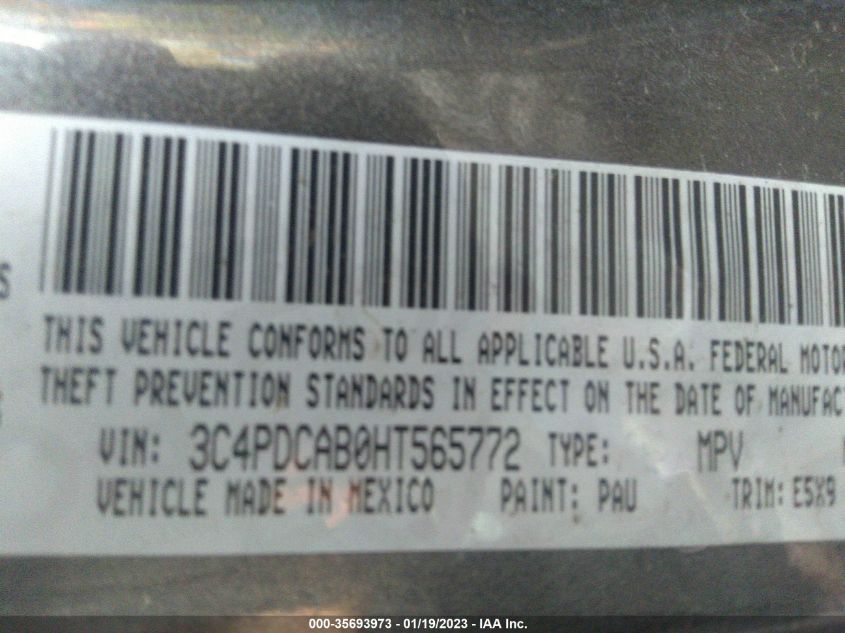 THIS VEHICLE CONFORMS TO ALL APPLICABLE U.S.A. FEDERAL MOTOR
THEFT PREVENTION STANDARDS IN EFFECT ON THE DATE OF MANUFAC
VIN: 3C4PDCAB0HT565772 TYPE: MPV
VEHICLE MADE IN MEXICO PAINT: PAU TRIM: E5X9
000-35693973 - 01/19/2023 - IAA Inc.